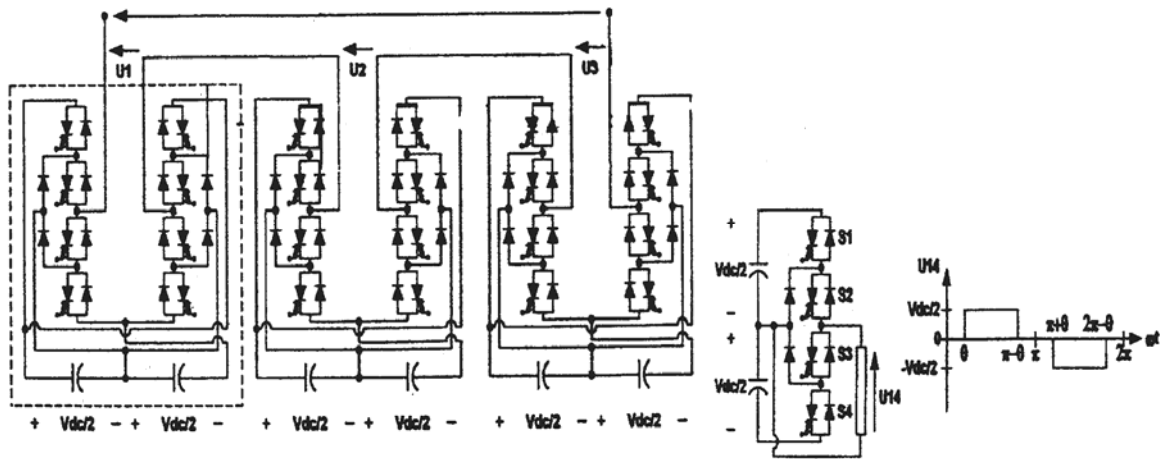 U1 U2 U3
+ Vdc/2 − + Vdc/2 −
+ Vdc/2 − + Vdc/2 −
+ Vdc/2 − + Vdc/2 −
+
Vdc/2
−
+
Vdc/2
−
S1
S2
S3
S4
U14
U14
Vdc/2
0
-Vdc/2
θ π-θ π π+θ 2π-θ 2π ωt